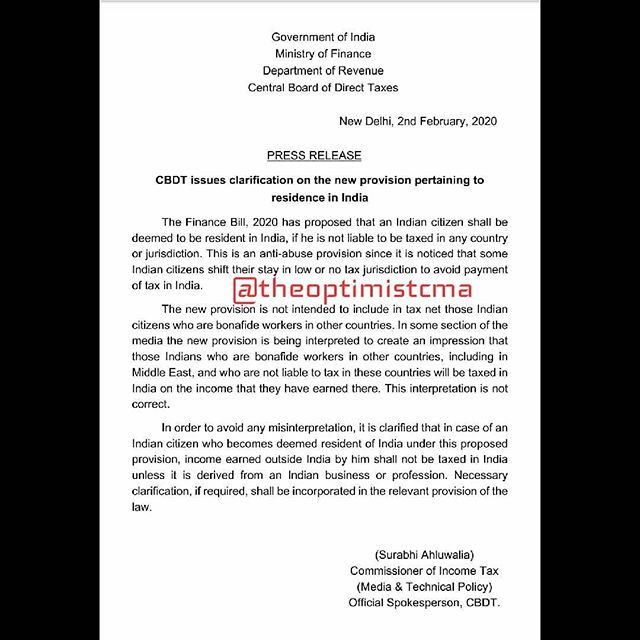 Government of India
Ministry of Finance
Department of Revenue
Central Board of Direct Taxes
New Delhi, 2nd February, 2020
PRESS RELEASE
CBDT issues clarification on the new provision pertaining to
residence in India
The Finance Bill, 2020 has proposed that an Indian citizen shall be
deemed to be resident in India, if he is not liable to be taxed in any country
or jurisdiction. This is an anti-abuse provision since it is noticed that some
Indian citizens shift their stay in low or no tax jurisdiction to avoid payment
of tax in India.
@theoptimistcma
The new provision is not intended to include in tax net those Indian
citizens who are bonafide workers in other countries. In some section of the
media the new provision is being interpreted to create an impression that
those Indians who are bonafide workers in other countries, including in
Middle East, and who are not liable to tax in these countries will be taxed in
India on the income that they have earned there. This interpretation is not
correct.
In order to avoid any misinterpretation, it is clarified that in case of an
Indian citizen who becomes deemed resident of India under this proposed
provision, income earned outside India by him shall not be taxed in India
unless it is derived from an Indian business or profession. Necessary
clarification, if required, shall be incorporated in the relevant provision of the
law.
(Surabhi Ahluwalia)
Commissioner of Income Tax
(Media & Technical Policy)
Official Spokesperson, CBDT.